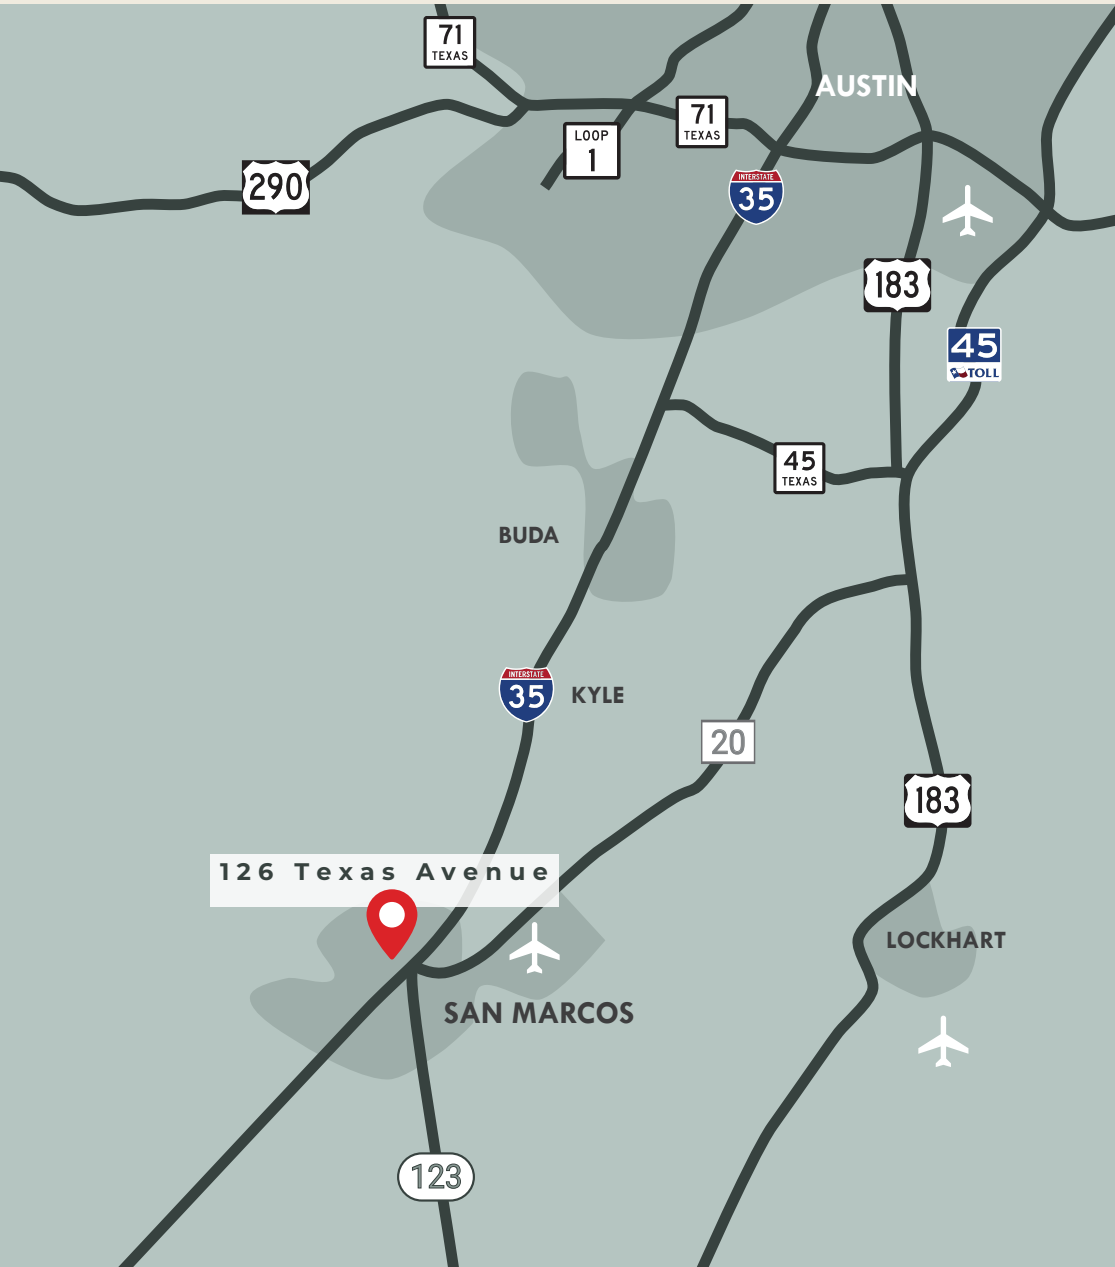 71
TEXAS
AUSTIN
71
TEXAS
LOOP
1
290
INTERSTATE
35
183
45
TOLL
45
TEXAS
BUDA
INTERSTATE
35
KYLE
20
183
126 Texas Avenue
LOCKHART
SAN MARCOS
123